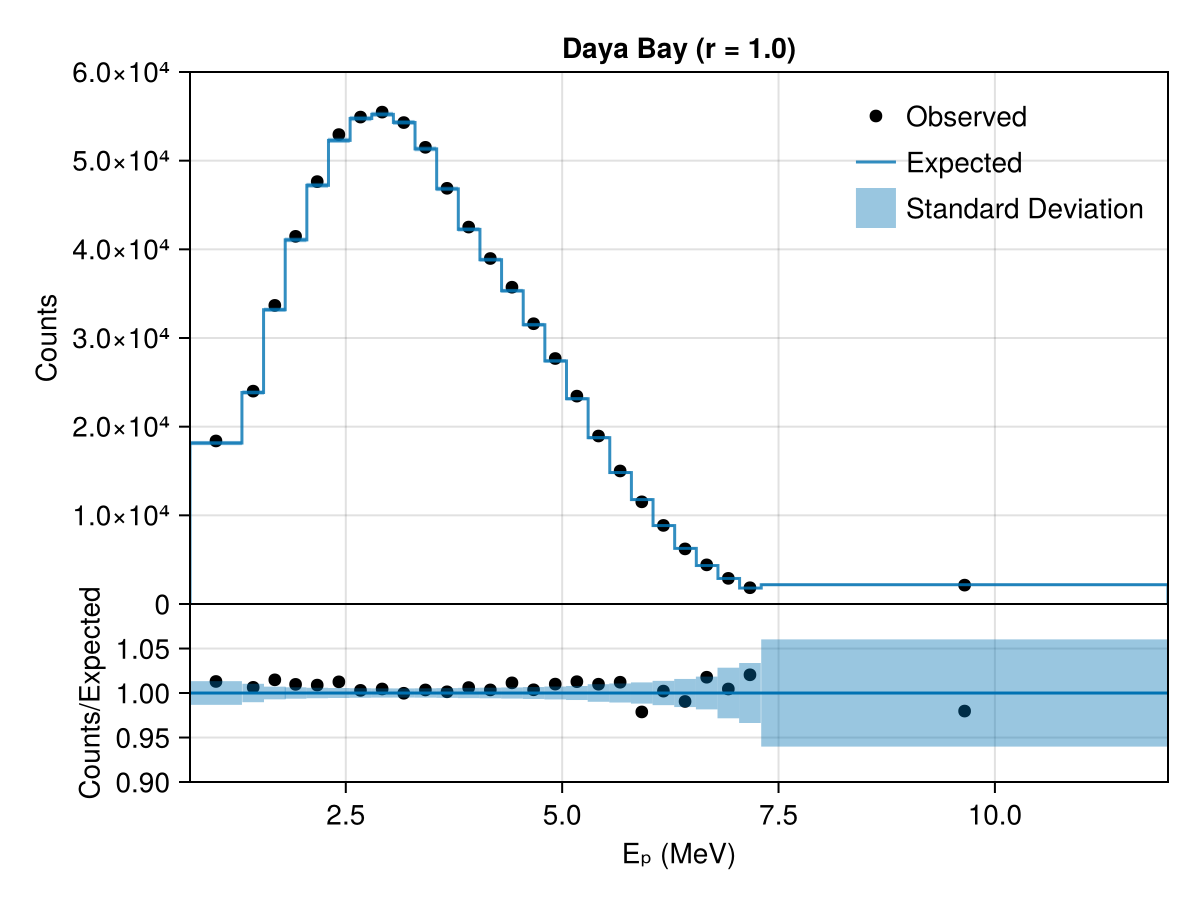 Daya Bay (r = 1.0)
6.0×10⁴
5.0×10⁴
4.0×10⁴
3.0×10⁴
2.0×10⁴
1.0×10⁴
0
Counts
Observed
Expected
Standard Deviation
1.05
1.00
0.95
0.90
Counts/Expected
2.5
5.0
7.5
10.0
Eₚ (MeV)